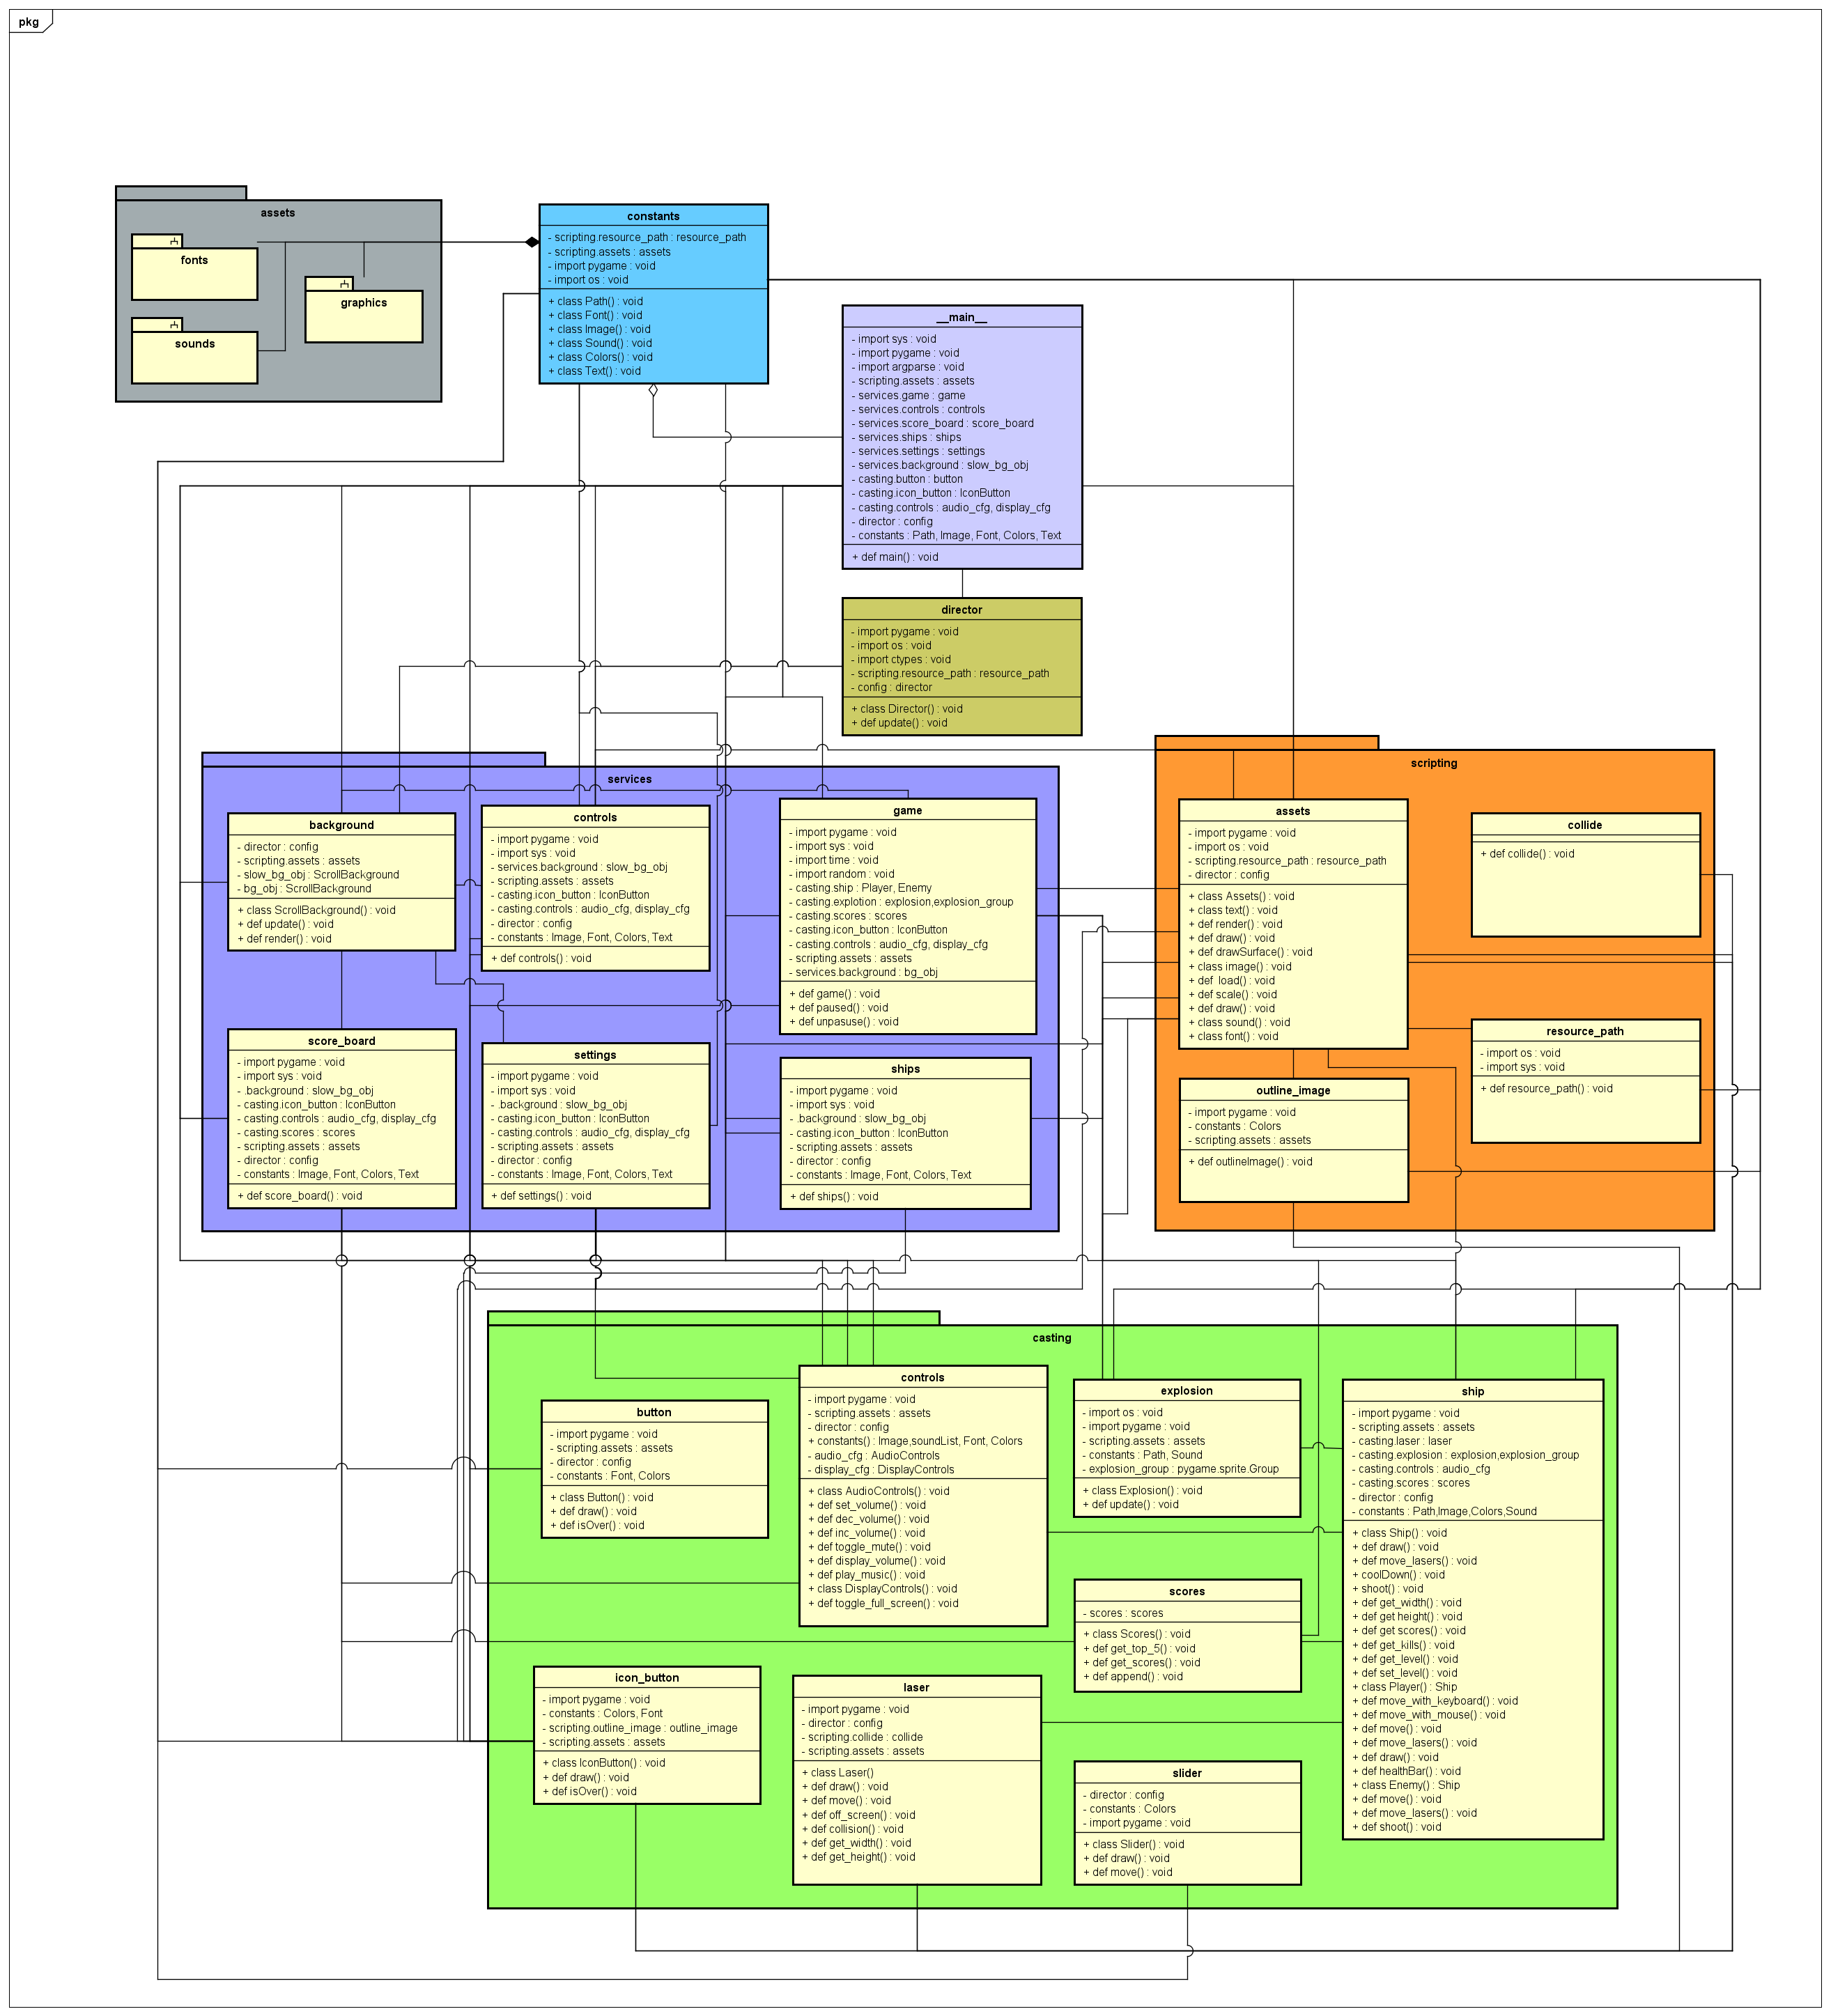 pkg
assets
fonts
graphics
sounds
constants
- scripting.resource_path : resource_path
- scripting.assets : assets
- import pygame : void
- import os : void
+ class Path() : void
+ class Font() : void
+ class Image() : void
+ class Sound() : void
+ class Colors() : void
+ class Text() : void
__main__
- import sys : void
- import pygame : void
- import argparse : void
- scripting.assets : assets
- services.game : game
- services.controls : controls
- services.score_board : score_board
- services.ships : ships
- services.settings : settings
- services.background : slow_bg_obj
- casting.button : button
- casting.icon_button : IconButton
- casting.controls : audio_cfg, display_cfg
- director : config
- constants : Path, Image, Font, Colors, Text
+ def main() : void
director
- import pygame : void
- import os : void
- import ctypes : void
- scripting.resource_path : resource_path
- config : director
+ class Director() : void
+ def update() : void
services
background
- director : config
- scripting.assets : assets
- slow_bg_obj : ScrollBackground
- bg_obj : ScrollBackground
+ class ScrollBackground() : void
+ def update() : void
+ def render() : void
controls
- import pygame : void
- import sys : void
- services.background : slow_bg_obj
- scripting.assets : assets
- casting.icon_button : IconButton
- casting.controls : audio_cfg, display_cfg
- director : config
- constants : Image, Font, Colors, Text
+ def controls() : void
game
- import pygame : void
- import sys : void
- import time : void
- import random : void
- casting.ship : Player, Enemy
- casting.explotion : explosion,explosion_group
- casting.scores : scores
- casting.icon_button : IconButton
- casting.controls : audio_cfg, display_cfg
- scripting.assets : assets
- services.background : bg_obj
+ def game() : void
+ def paused() : void
+ def unpasuse() : void
score_board
- import pygame : void
- import sys : void
- .background : slow_bg_obj
- casting.icon_button : IconButton
- casting.controls : audio_cfg, display_cfg
- casting.scores : scores
- scripting.assets : assets
- director : config
- constants : Image, Font, Colors, Text
+ def score_board() : void
settings
- import pygame : void
- import sys : void
- .background : slow_bg_obj
- casting.icon_button : IconButton
- casting.controls : audio_cfg, display_cfg
- scripting.assets : assets
- director : config
- constants : Image, Font, Colors, Text
+ def settings() : void
ships
- import pygame : void
- import sys : void
- .background : slow_bg_obj
- casting.icon_button : IconButton
- scripting.assets : assets
- director : config
- constants : Image, Font, Colors, Text
+ def ships() : void
scripting
assets
- import pygame : void
- import os : void
- scripting.resource_path : resource_path
- director : config
+ class Assets() : void
+ class text() : void
+ def render() : void
+ def draw() : void
+ def drawSurface() : void
+ class image() : void
+ def  load() : void
+ def scale() : void
+ def draw() : void
+ class sound() : void
+ class font() : void
collide
+ def collide() : void
resource_path
- import os : void
- import sys : void
+ def resource_path() : void
outline_image
- import pygame : void
- constants : Colors
- scripting.assets : assets
+ def outlineImage() : void
casting
button
- import pygame : void
- scripting.assets : assets
- director : config
- constants : Font, Colors
+ class Button() : void
+ def draw() : void
+ def isOver() : void
controls
- import pygame : void
- scripting.assets : assets
- director : config
+ constants() : Image,soundList, Font, Colors
- audio_cfg : AudioControls
- display_cfg : DisplayControls
+ class AudioControls() : void
+ def set_volume() : void
+ def dec_volume() : void
+ def inc_volume() : void
+ def toggle_mute() : void
+ def display_volume() : void
+ def play_music() : void
+ class DisplayControls() : void
+ def toggle_full_screen() : void
explosion
- import os : void
- import pygame : void
- scripting.assets : assets
- constants : Path, Sound
- explosion_group : pygame.sprite.Group
+ class Explosion() : void
+ def update() : void
ship
- import pygame : void
- scripting.assets : assets
- casting.laser : laser
- casting.explosion : explosion,explosion_group
- casting.controls : audio_cfg
- casting.scores : scores
- director : config
- constants : Path,Image,Colors,Sound
+ class Ship() : void
+ def draw() : void
+ def move_lasers() : void
+ coolDown() : void
+ shoot() : void
+ def get_width() : void
+ def get height() : void
+ def get scores() : void
+ def get_kills() : void
+ def get_level() : void
+ def set_level() : void
+ class Player() : Ship
+ def move_with_keyboard() : void
+ def move_with_mouse() : void
+ def move() : void
+ def move_lasers() : void
+ def draw() : void
+ def healthBar() : void
+ class Enemy() : Ship
+ def move() : void
+ def move_lasers() : void
+ def shoot() : void
scores
- scores : scores
+ class Scores() : void
+ def get_top_5() : void
+ def get_scores() : void
+ def append() : void
icon_button
- import pygame : void
- constants : Colors, Font
- scripting.outline_image : outline_image
- scripting.assets : assets
+ class IconButton() : void
+ def draw() : void
+ def isOver() : void
laser
- import pygame : void
- director : config
- scripting.collide : collide
- scripting.assets : assets
+ class Laser()
+ def draw() : void
+ def move() : void
+ def off_screen() : void
+ def collision() : void
+ def get_width() : void
+ def get_height() : void
slider
- director : config
- constants : Colors
- import pygame : void
+ class Slider() : void
+ def draw() : void
+ def move() : void